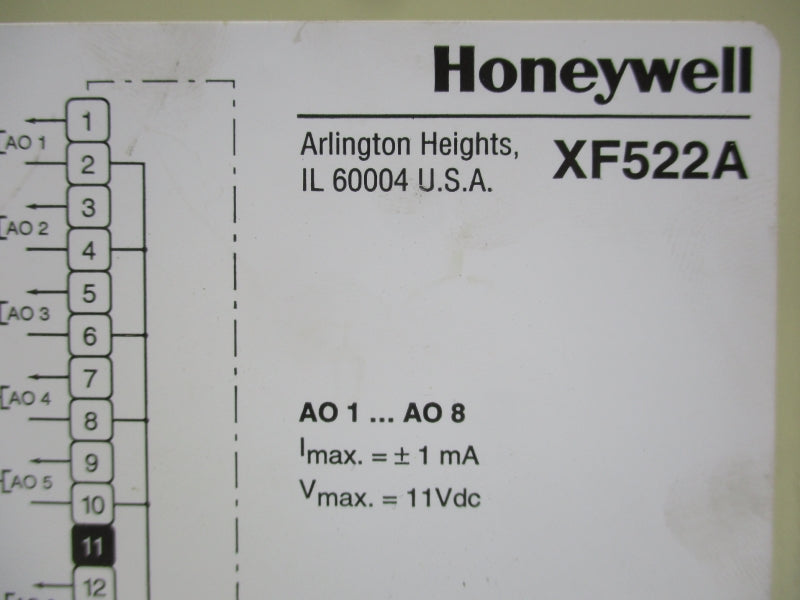 Honeywell
Arlington Heights,
IL 60004 U.S.A.
XF522A
1
AO 1
2
3
AO 2
4
5
AO 3
6
7
AO 4
8
9
AO 5
10
11
12
AO 1 ... AO 8
Imax. = ± 1 mA
Vmax. = 11Vdc